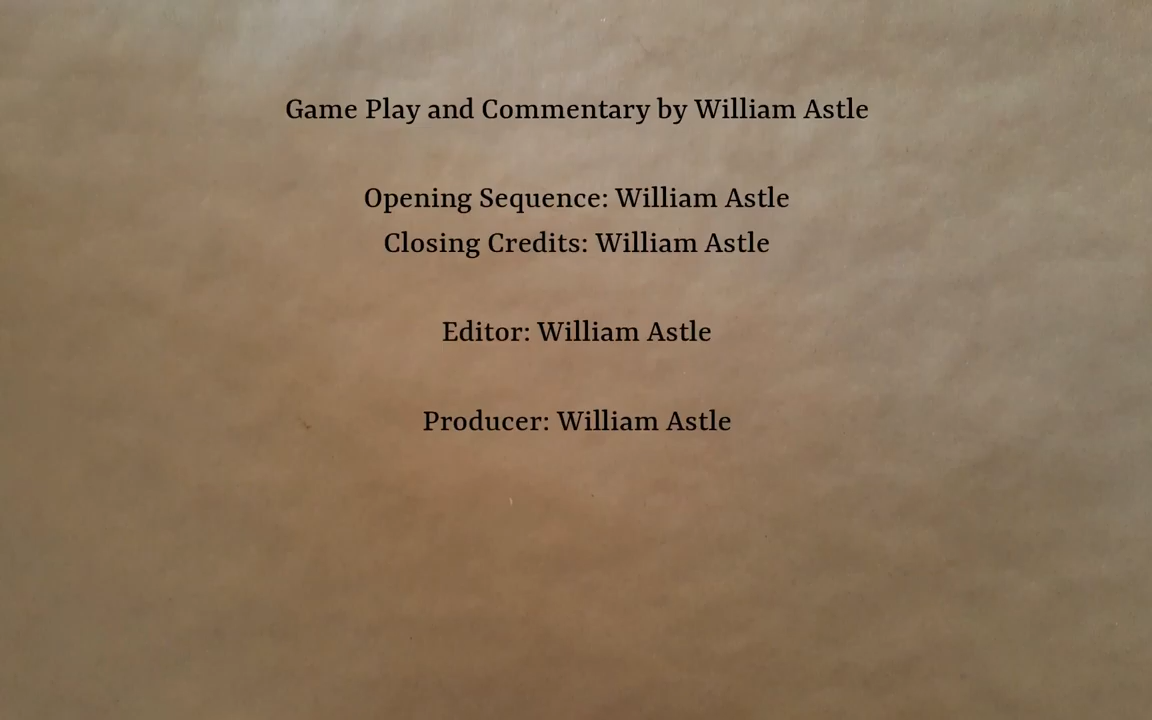 Game Play and Commentary by William Astle
Opening Sequence: William Astle
Closing Credits: William Astle
Editor: William Astle
Producer: William Astle